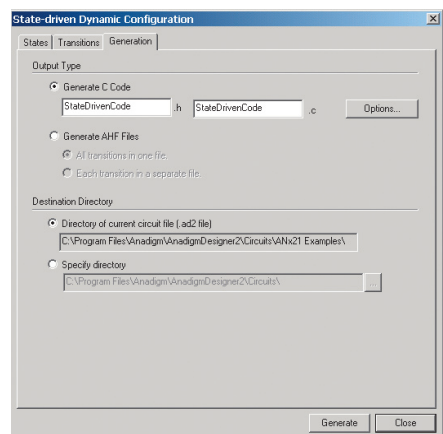 State-driven Dynamic Configuration
States Transitions Generation
Output Type
Generate C Code
StateDrivenCode .h StateDrivenCode .c Options...
Generate AHF Files
All transitions in one file.
Each transition in a separate file.
Destination Directory
Directory of current circuit file (.ad2 file)
C:\Program Files\Anadigm\AnadigmDesigner2\Circuits\ANx21 Examples\
Specify directory
C:\Program Files\Anadigm\AnadigmDesigner2\Circuits\ ...
Generate Close